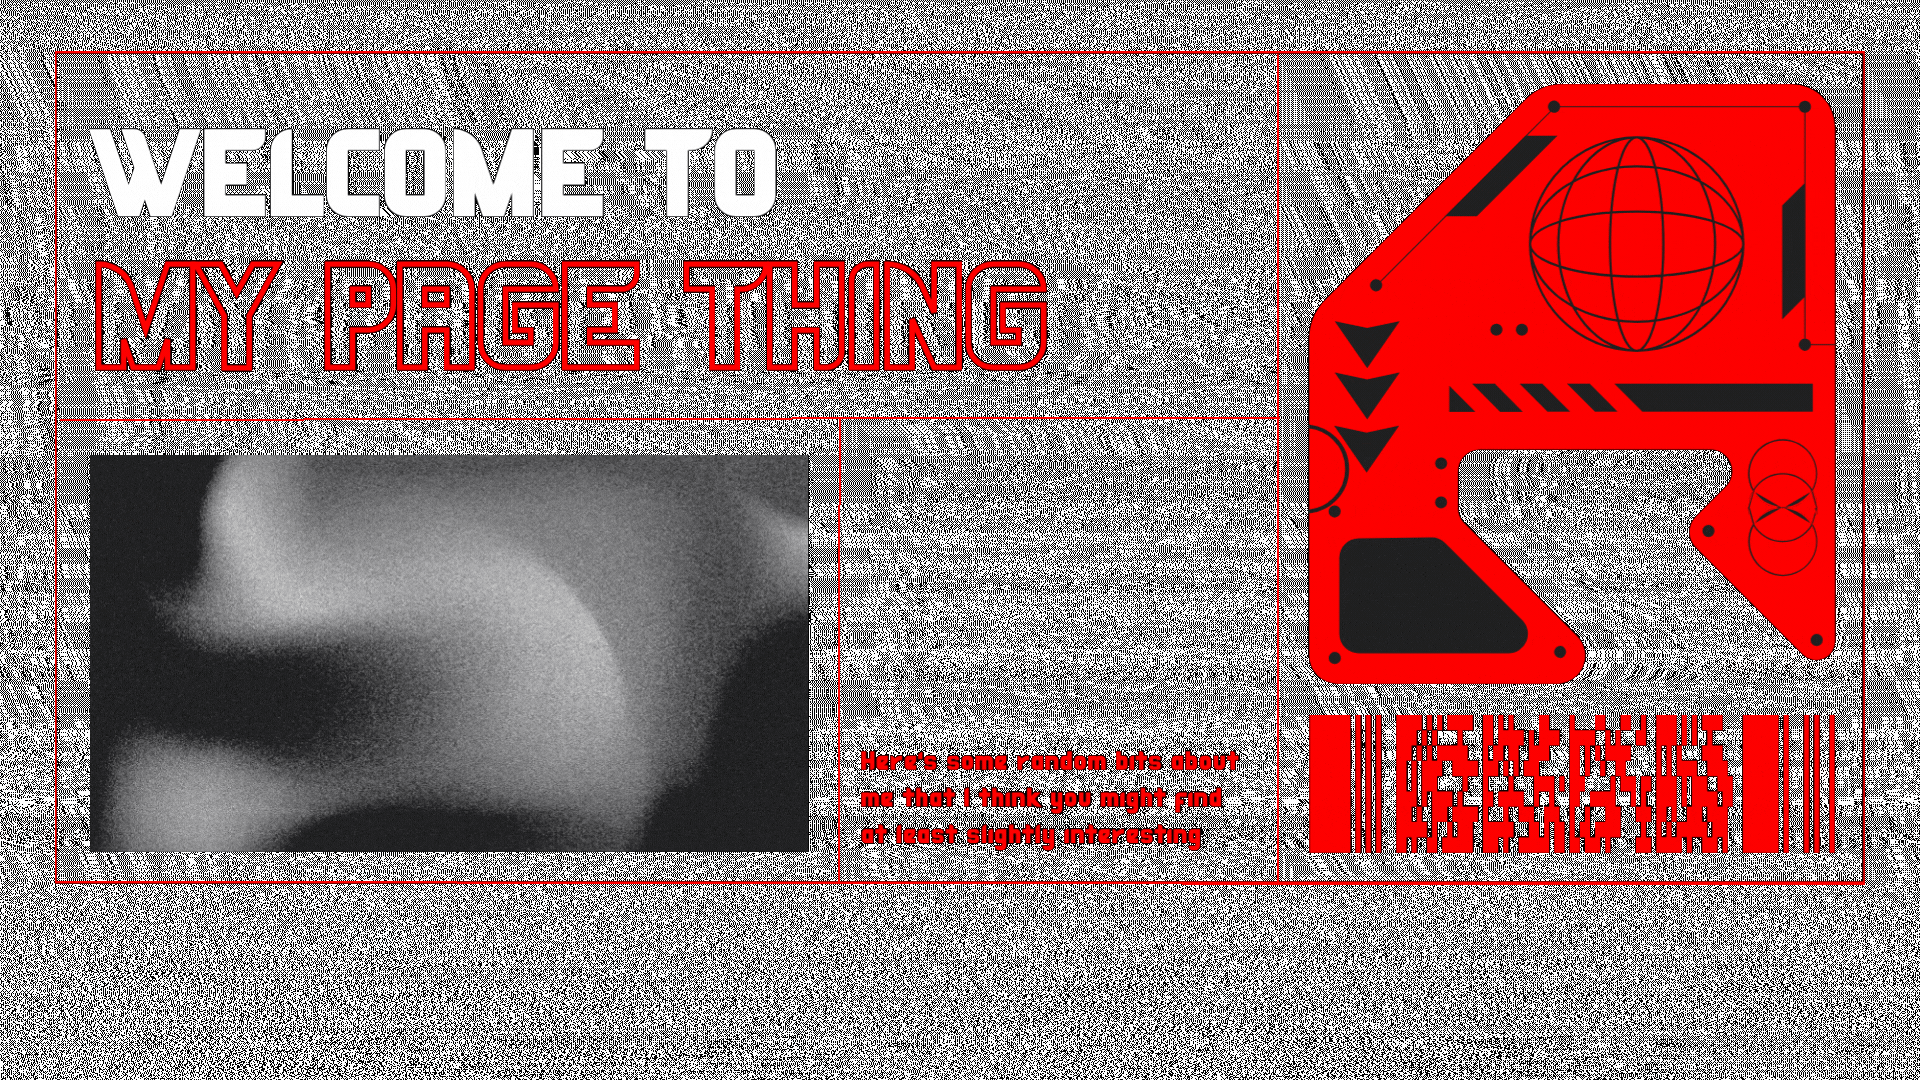 WELCOME TO
MY PAGE THING
Here's some random bits about
me that I think you might find
at least slightly interesting